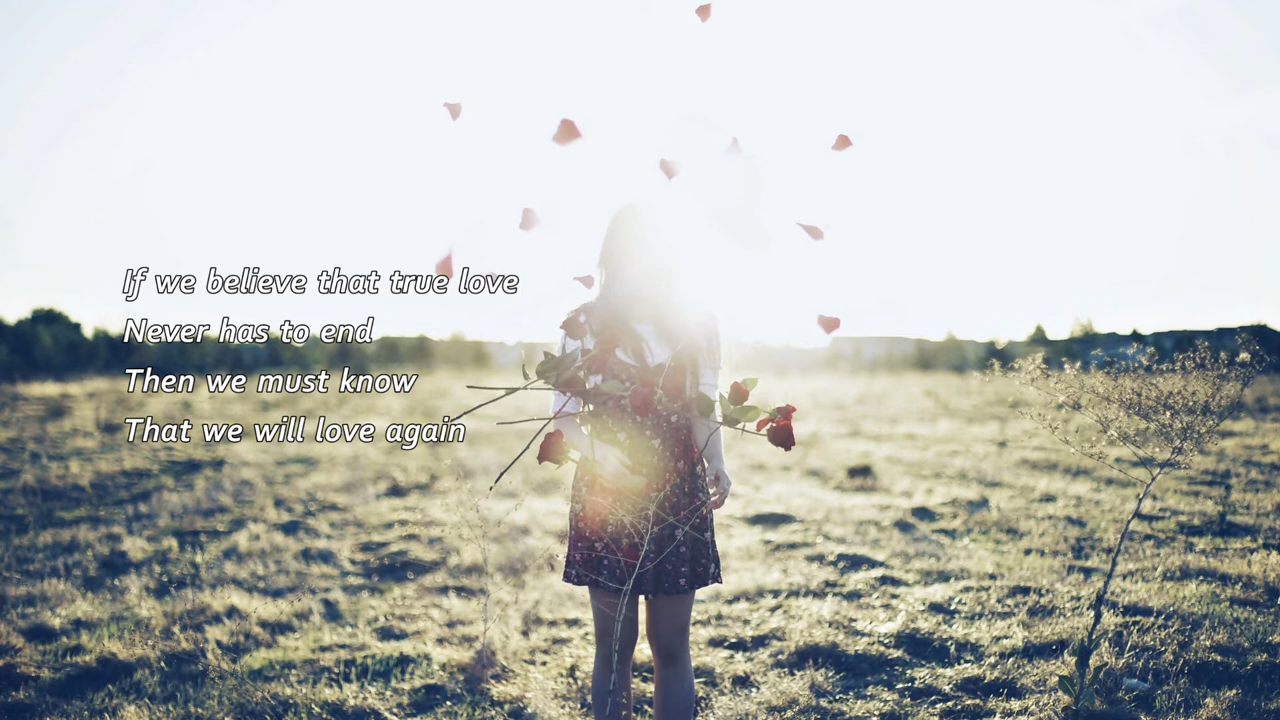 If we believe that true love
Never has to end
Then we must know
That we will love again